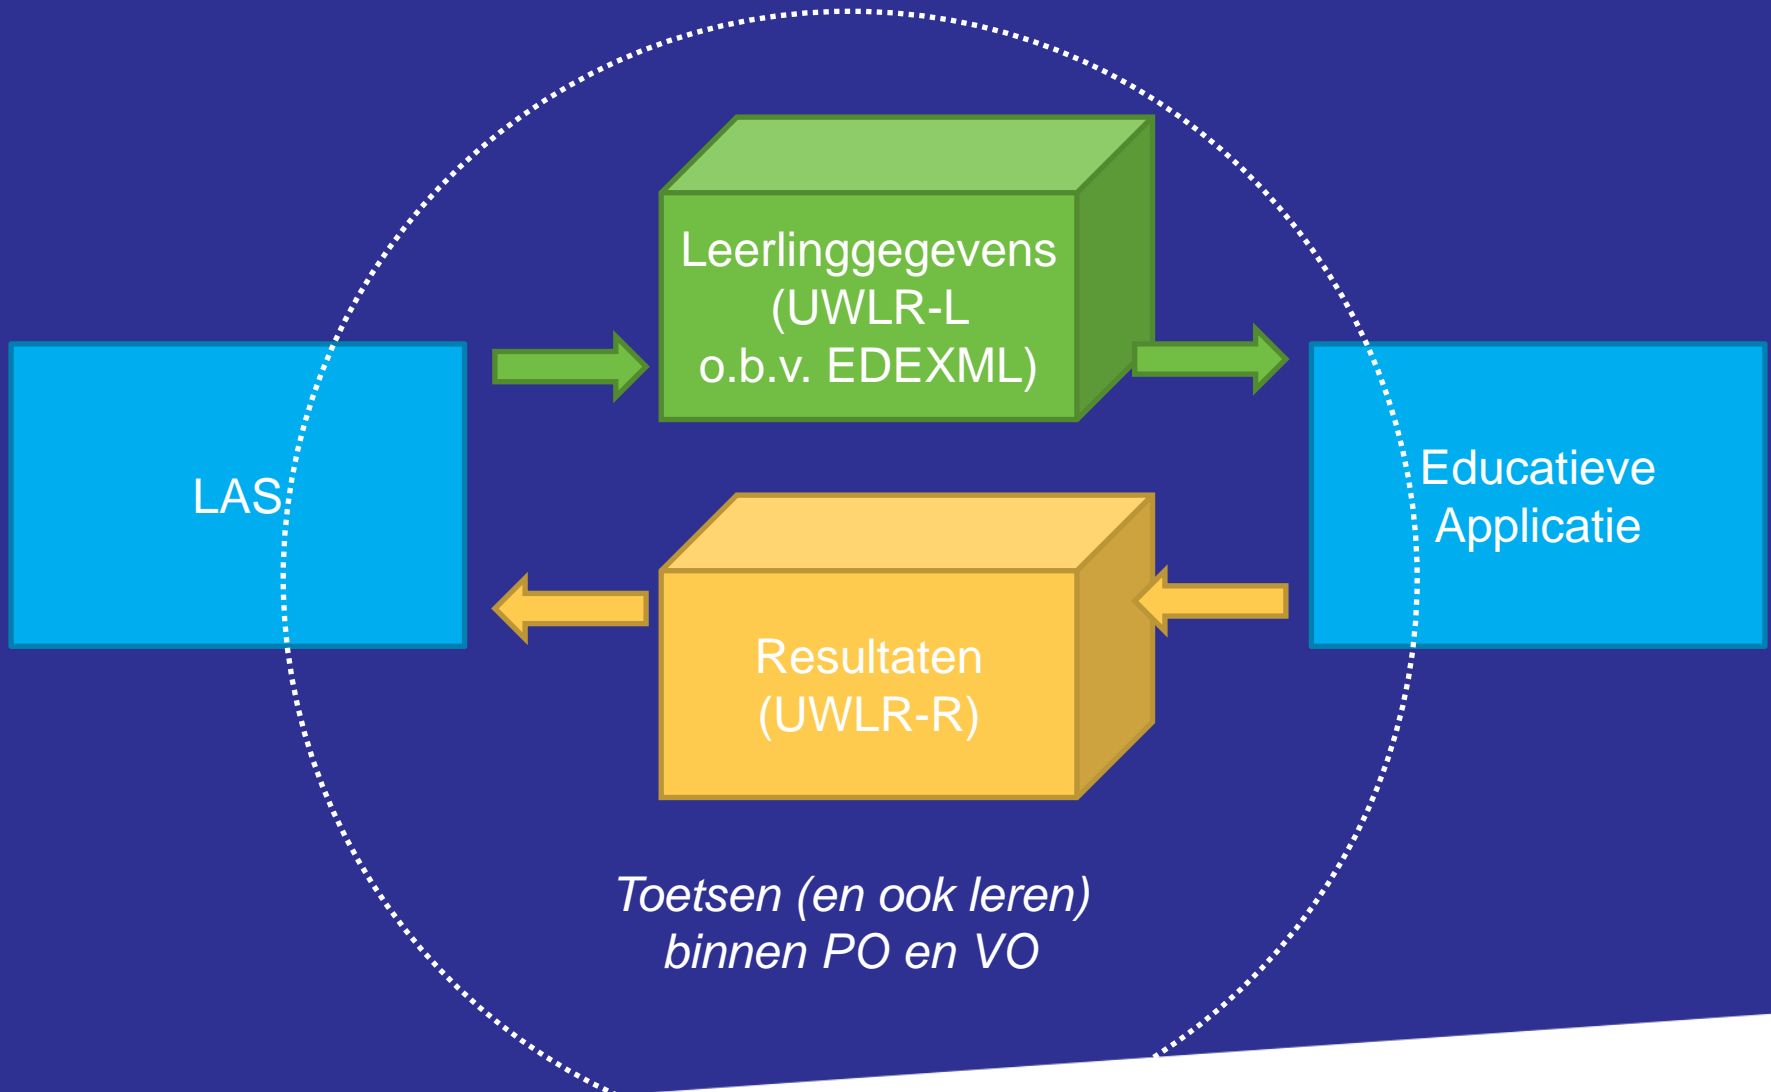 Leerlinggegevens
(UWLR-L
o.b.v. EDEXML)
LAS
Educatieve
Applicatie
Resultaten
(UWLR-R)
Toetsen (en ook leren)
binnen PO en VO